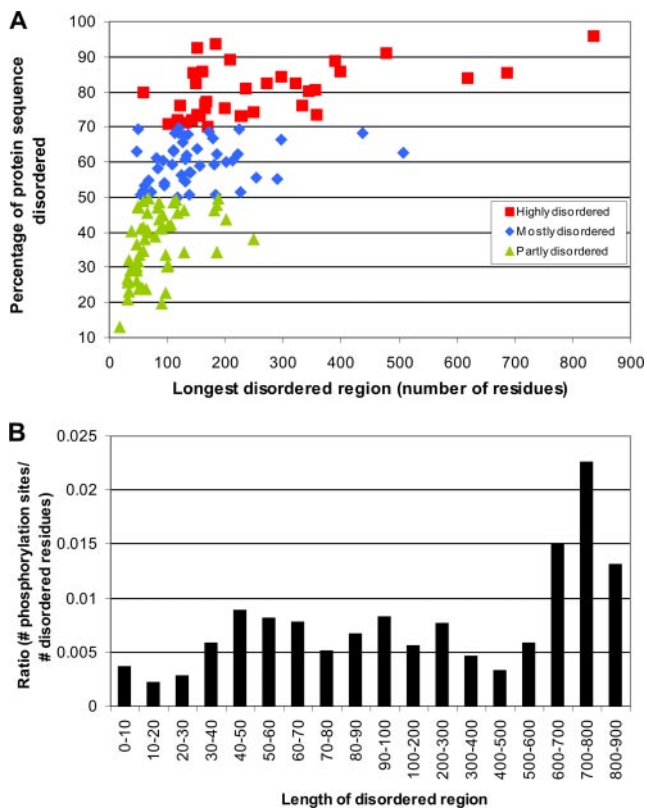 A
Percentage of protein sequence
disordered
100
90
80
70
60
50
40
30
20
10
0 100 200 300 400 500 600 700 800 900
Highly disordered
Mostly disordered
Partly disordered
Longest disordered region (number of residues)
B
Ratio (# phosphorylation sites/
# disordered residues)
0.025
0.02
0.015
0.01
0.005
0
0-10
10-20
20-30
30-40
40-50
50-60
60-70
70-80
80-90
90-100
100-200
200-300
300-400
400-500
500-600
600-700
700-800
800-900
Length of disordered region